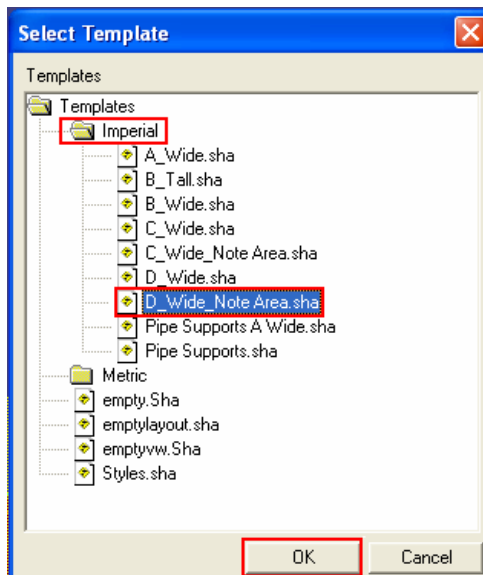 Select Template
Templates
Templates
Imperial
A_Wide.sha
B_Tall.sha
B_Wide.sha
C_Wide.sha
C_Wide_Note Area.sha
D_Wide.sha
D_Wide_Note Area.sha
Pipe Supports A Wide.sha
Pipe Supports.sha
Metric
empty.Sha
emptylayout.sha
emptyvw.Sha
Styles.sha
OK Cancel